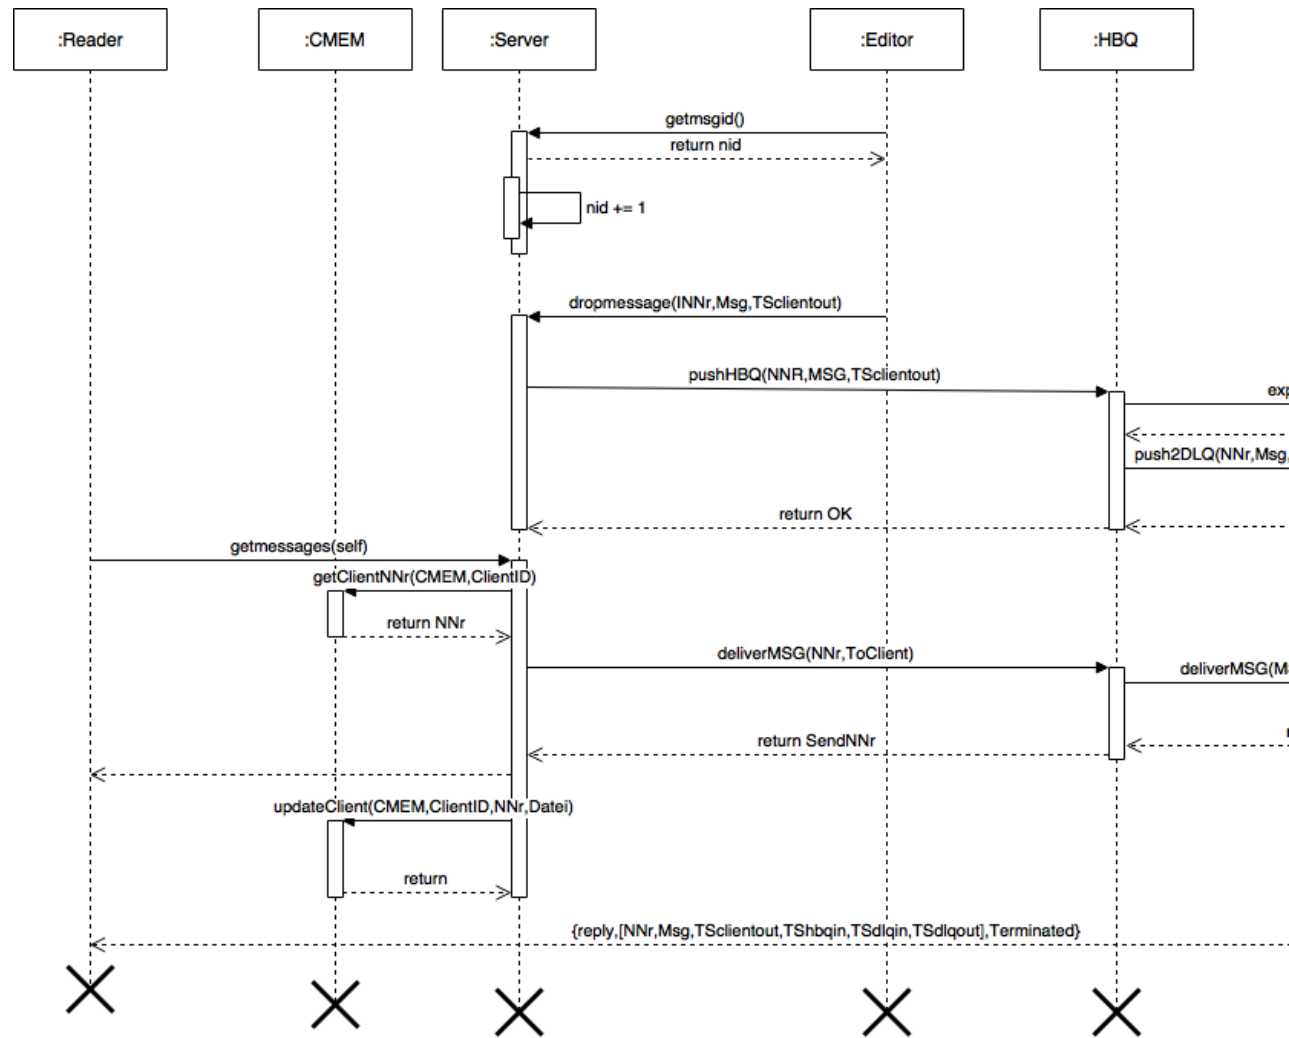 :Reader
:CMEM
:Server
:Editor
:HBQ
getmsgid()
return nid
nid += 1
dropmessage(INNr,Msg,TSclientout)
pushHBQ(NNR,MSG,TSclientout)
exp
push2DLQ(NNr,Msg,
return OK
getmessages(self)
getClientNNr(CMEM,ClientID)
return NNr
deliverMSG(NNr,ToClient)
deliverMSG(M
return SendNNr
updateClient(CMEM,ClientID,NNr,Datei)
return
{reply,[NNr,Msg,TSclientout,TShbqin,TSdlqin,TSdlqout],Terminated}